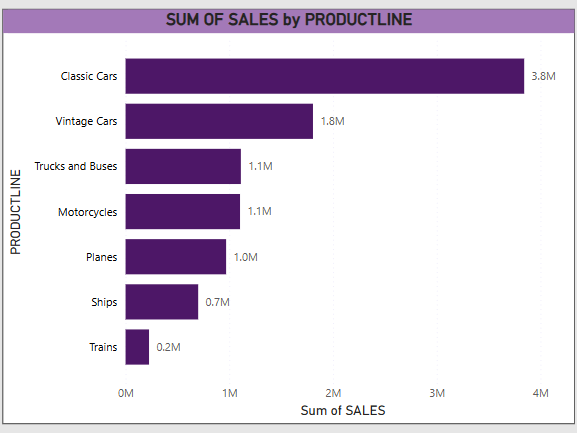 SUM OF SALES by PRODUCTLINE
PRODUCTLINE
Classic Cars 3.8M
Vintage Cars 1.8M
Trucks and Buses 1.1M
Motorcycles 1.1M
Planes 1.0M
Ships 0.7M
Trains 0.2M
0M 1M 2M 3M 4M
Sum of SALES